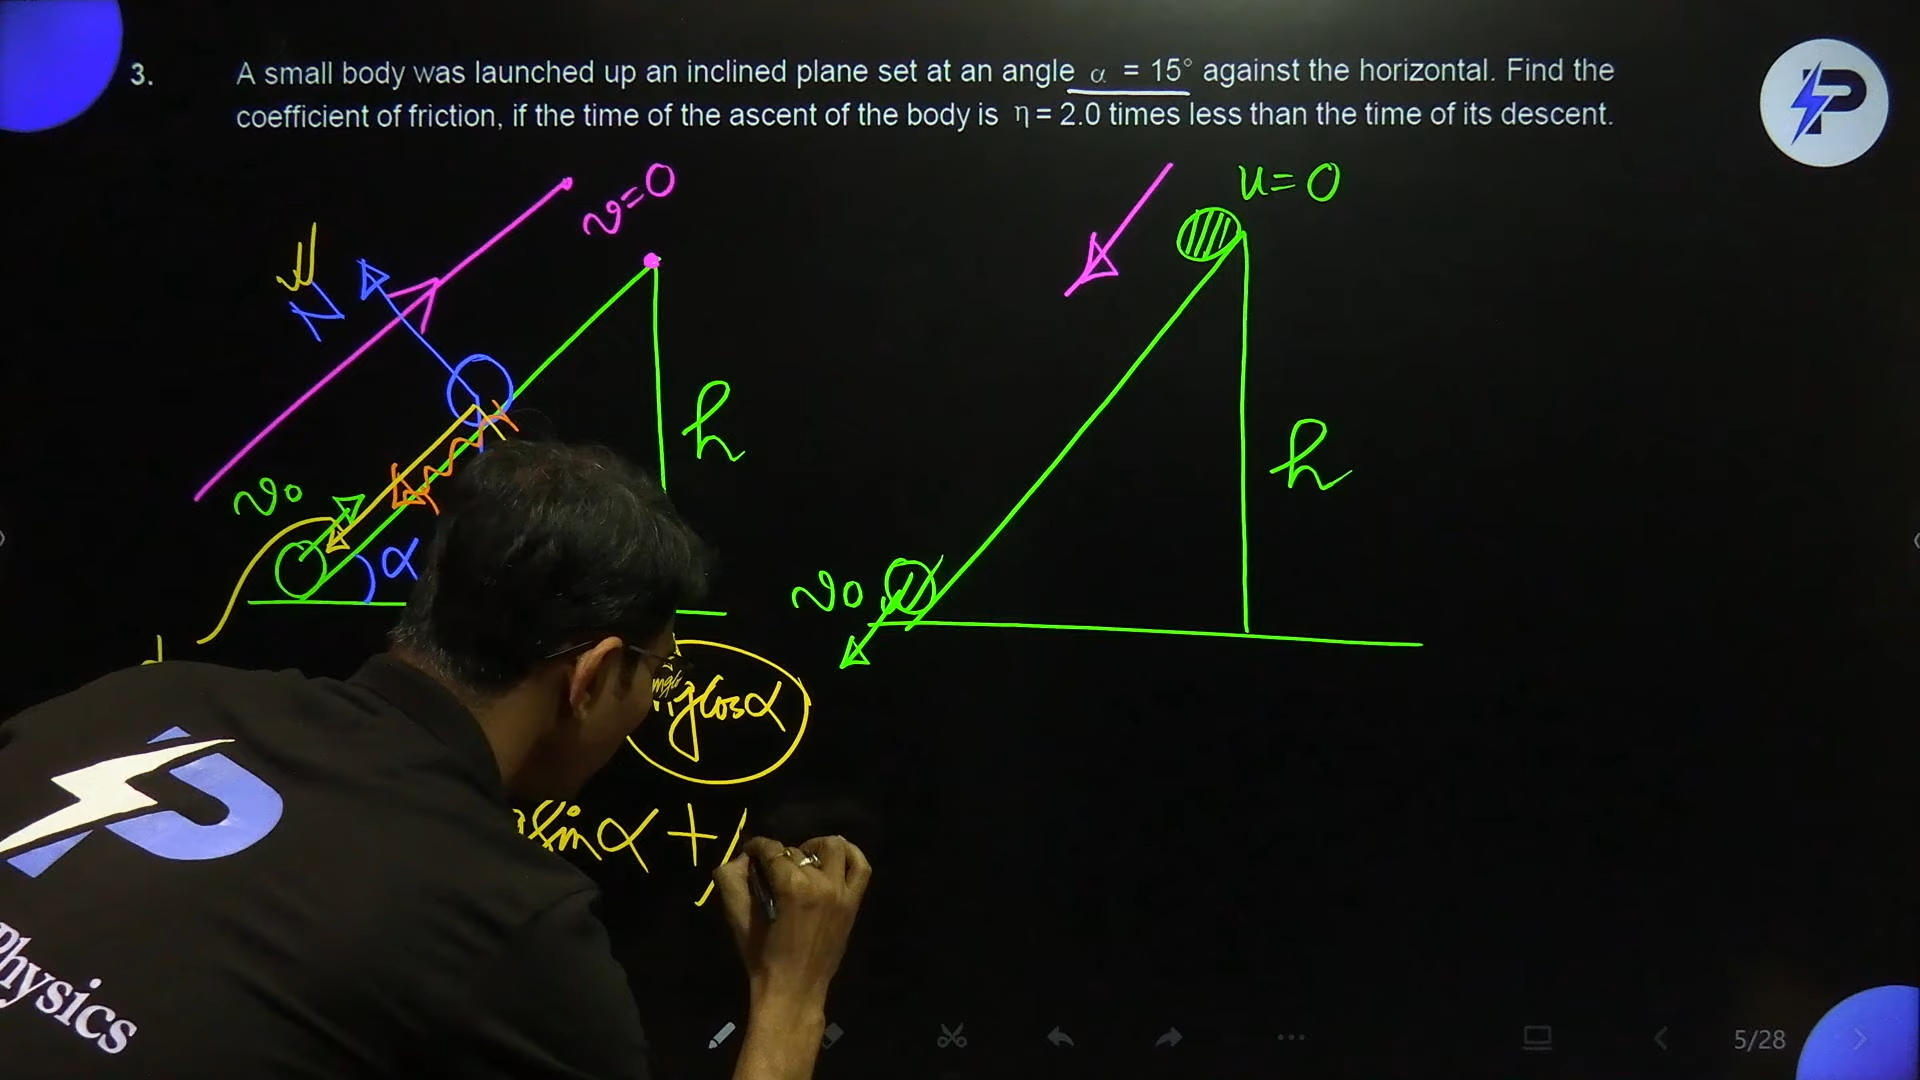 3. A small body was launched up an inclined plane set at an angle α = 15° against the horizontal. Find the
coefficient of friction, if the time of the ascent of the body is η = 2.0 times less than the time of its descent.
P
v=0
u=0
N
h
h
v₀
α
v₀
gcosα
sinα +
P
Physics
5/28